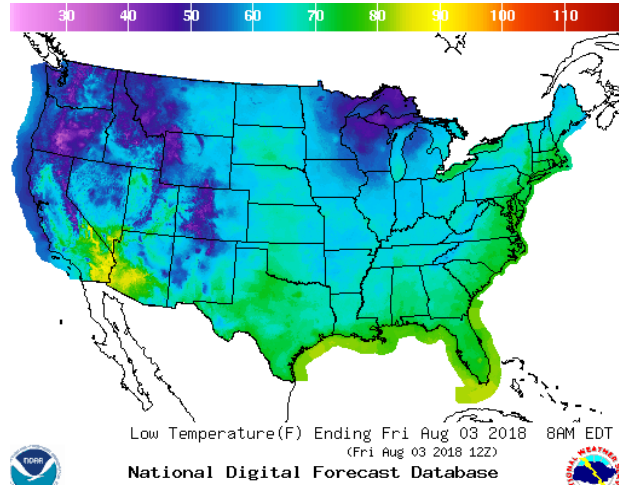 30 40 50 60 70 80 90 100 110
Low Temperature(F) Ending Fri Aug 03 2018 8AM EDT
(Fri Aug 03 2018 12Z)
National Digital Forecast Database
noaa